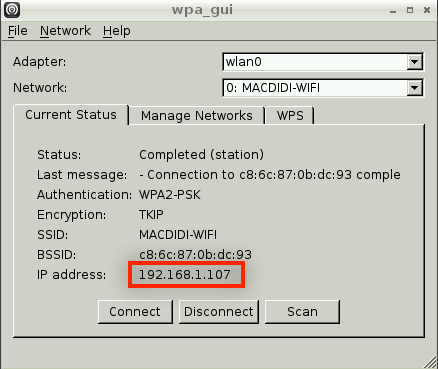 wpa_gui
File Network Help
Adapter: wlan0
Network: 0: MACDIDI-WIFI
Current Status Manage Networks WPS
Status: Completed (station)
Last message: - Connection to c8:6c:87:0b:dc:93 comple
Authentication: WPA2-PSK
Encryption: TKIP
SSID: MACDIDI-WIFI
BSSID: c8:6c:87:0b:dc:93
IP address: 192.168.1.107
Connect Disconnect Scan